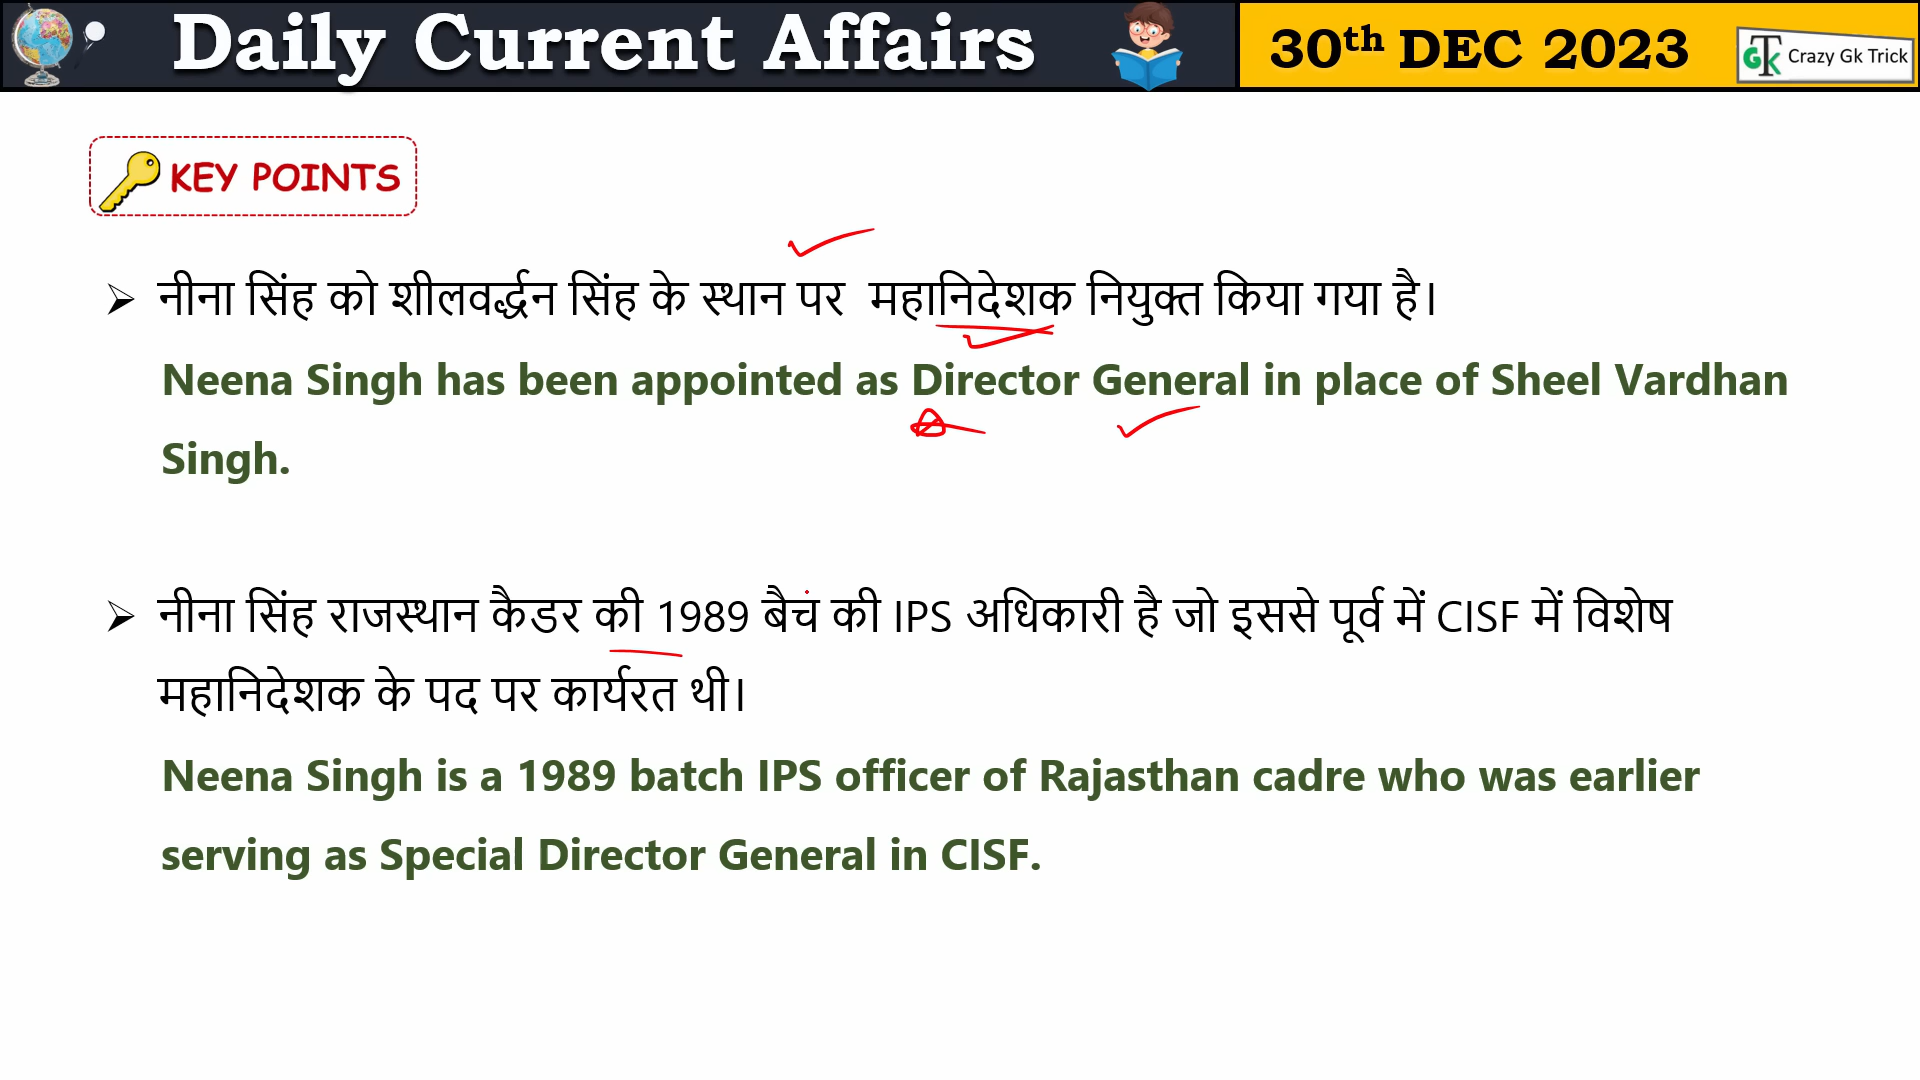 Daily Current Affairs
30th DEC 2023
GK Crazy Gk Trick
KEY POINTS
➢ नीना सिंह को शीलवर्द्धन सिंह के स्थान पर महानिदेशक नियुक्त किया गया है।
Neena Singh has been appointed as Director General in place of Sheel Vardhan
Singh.
➢ नीना सिंह राजस्थान कैडर की 1989 बैच की IPS अधिकारी है जो इससे पूर्व में CISF में विशेष
महानिदेशक के पद पर कार्यरत थी।
Neena Singh is a 1989 batch IPS officer of Rajasthan cadre who was earlier
serving as Special Director General in CISF.